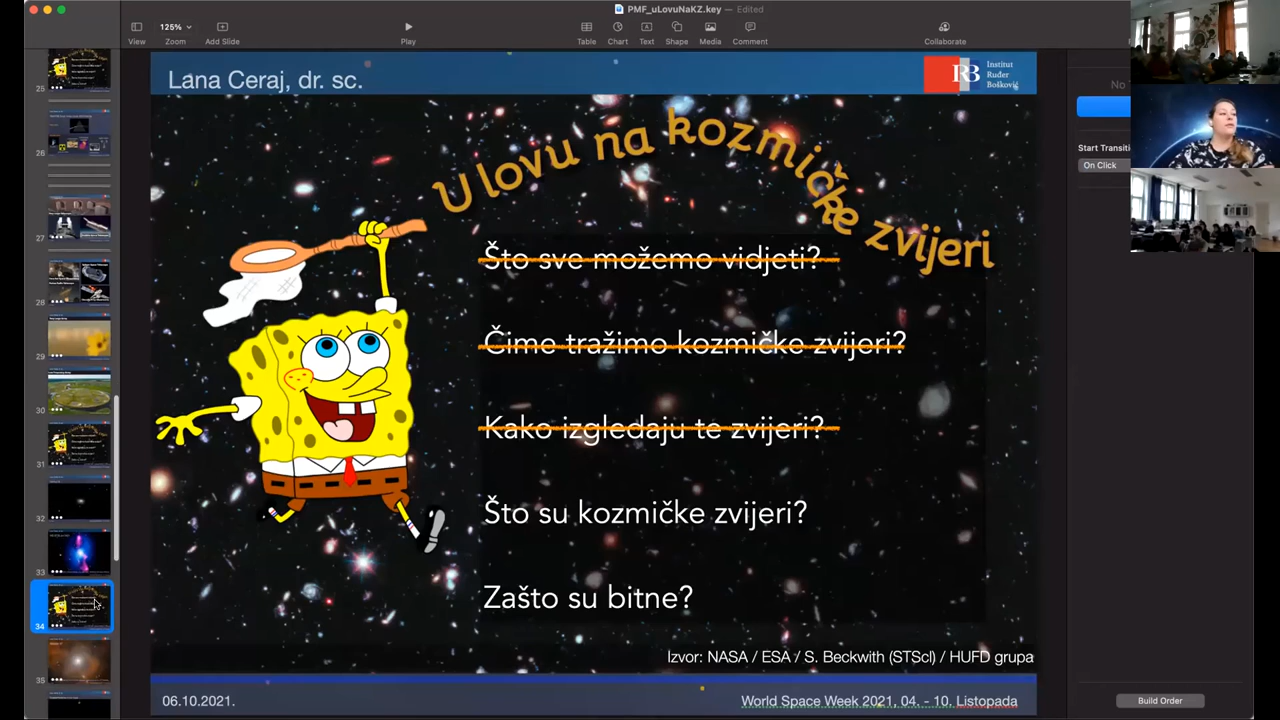 PMF_uLovuNaKZ.key — Edited
125%
View
Zoom
Add Slide
Play
Table
Chart
Text
Shape
Media
Comment
Collaborate
Lana Ceraj, dr. sc.
RB
Institut
Ruđer
Bošković
U lovu na kozmičke zvijeri
Što sve možemo vidjeti?
Čime tražimo kozmičke zvijeri?
Kako izgledaju te zvijeri?
Što su kozmičke zvijeri?
Zašto su bitne?
Izvor: NASA / ESA / S. Beckwith (STScI) / HUFD grupa
06.10.2021.
World Space Week 2021, 04. - 10. Listopada
25
26
27
28
29
30
31
32
33
34
35
Start Transiti
On Click
Build Order